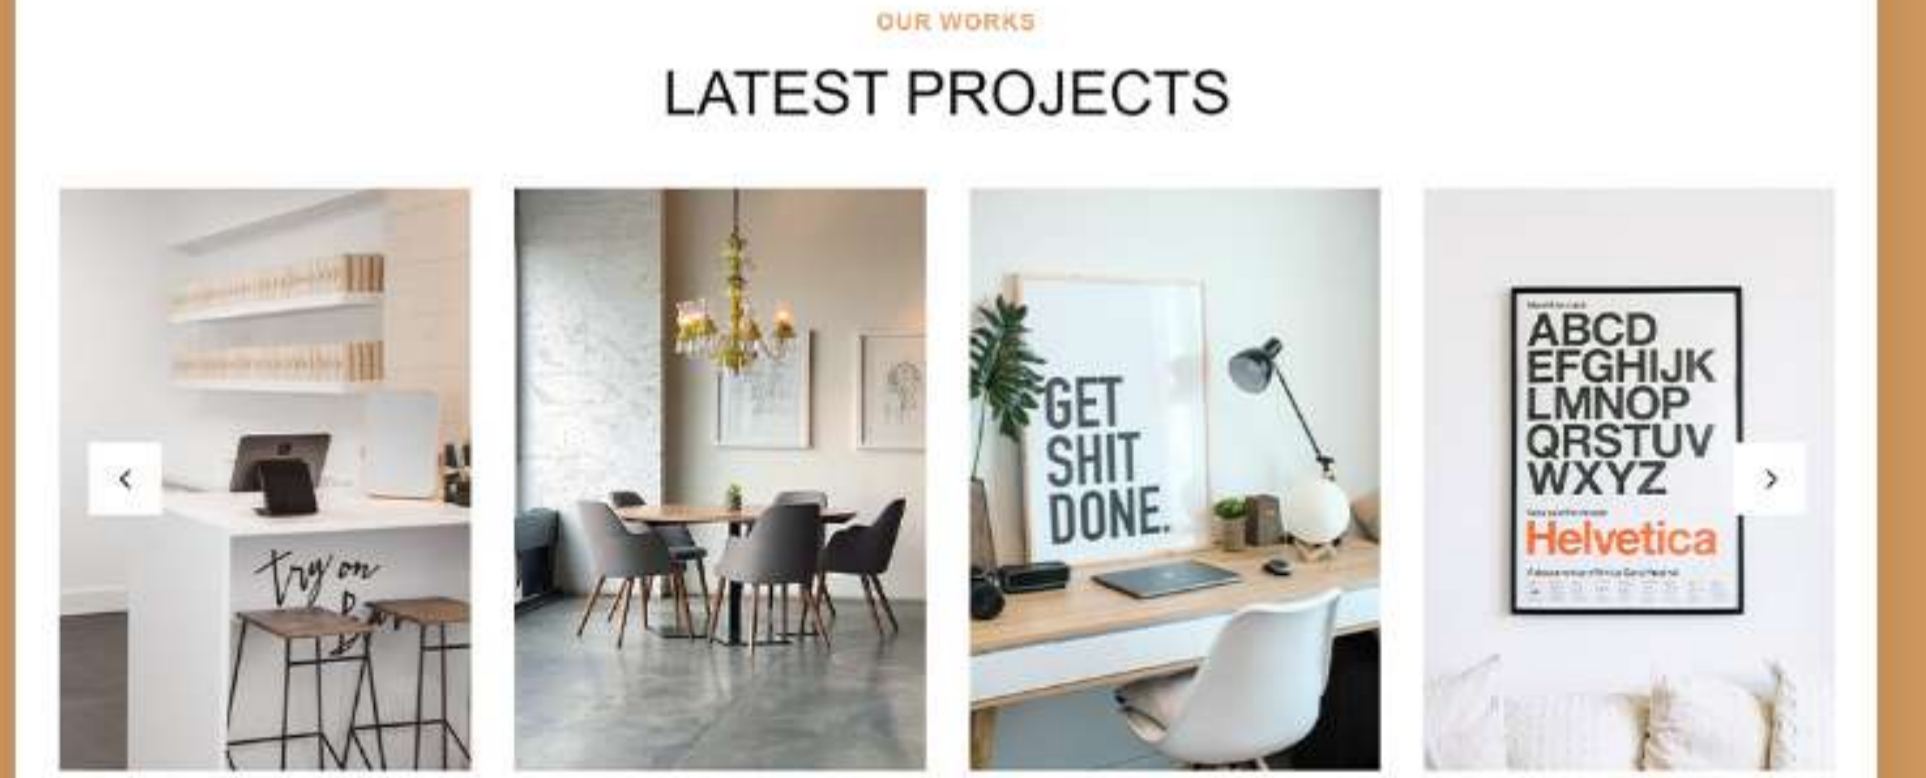 OUR WORKS
LATEST PROJECTS
try on
GET
SHIT
DONE.
ABCD
EFGHIJK
LMNOP
QRSTUV
WXYZ
Helvetica